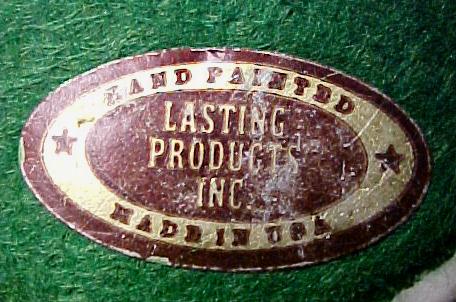 HAND PAINTED
LASTING
PRODUCTS
INC.
MADE IN USA